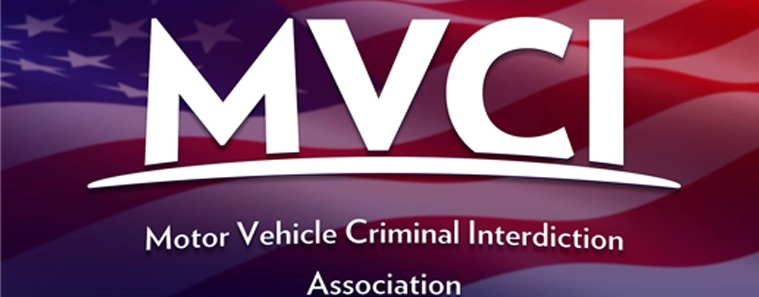 MVCI
Motor Vehicle Criminal Interdiction
Association